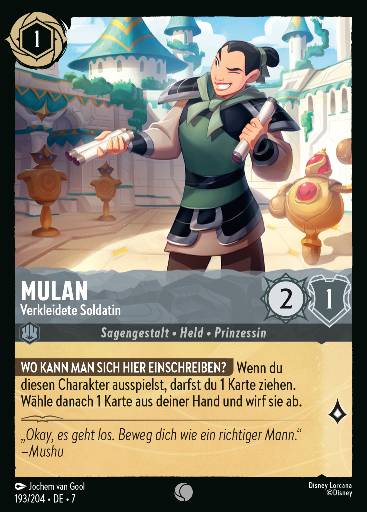 1
MULAN
Verkleidete Soldatin
2
1
Sagengestalt • Held • Prinzessin
WO KANN MAN SICH HIER EINSCHREIBEN? Wenn du
diesen Charakter ausspielst, darfst du 1 Karte ziehen.
Wähle danach 1 Karte aus deiner Hand und wirf sie ab.
„Okay, es geht los. Beweg dich wie ein richtiger Mann.“
–Mushu
Jochem van Gool
193/204 • DE • 7
Disney Lorcana
©Disney